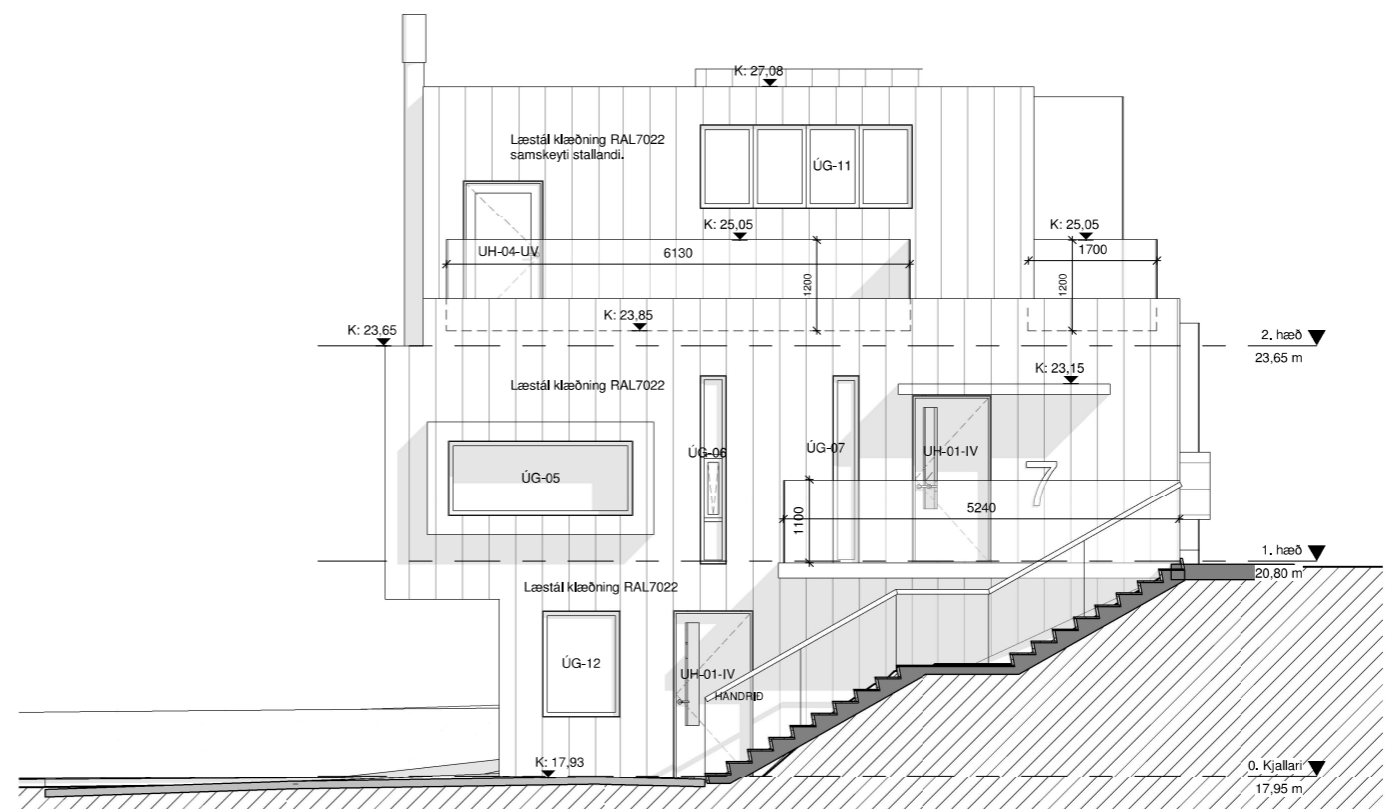 K: 27,08
Læstál klæðning RAL7022
samskeyti stallandi.
ÚG-11
K: 25,05
K: 25,05
UH-04-UV
6130
1700
1200
1200
K: 23,85
K: 23.65
2. hæð
23,65 m
K: 23,15
Læstál klæðning RAL7022
ÚG-06
ÚG-07
UH-01-IV
ÚG-05
7
1100
5240
1. hæð
20,80 m
Læstál klæðning RAL7022
ÚG-12
UH-01-IV
HANDRIÐ
K: 17,93
0. Kjallari
17,95 m